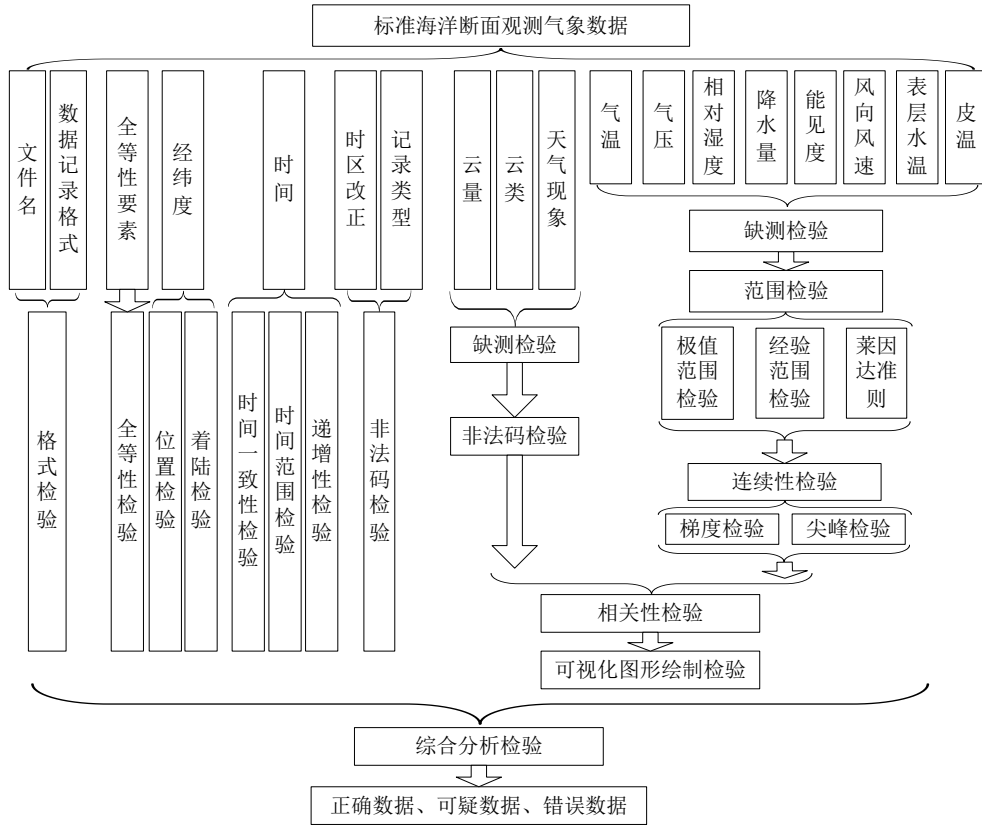 标准海洋断面观测气象数据
文件名
数据记录格式
全等性要素
经纬度
时间
时区改正
记录类型
云量
云类
天气现象
气温
气压
相对湿度
降水量
能见度
风向风速
表层水温
皮温
缺测检验
范围检验
极值
范围
检验
经验
范围
检验
莱因
达准
则
连续性检验
梯度检验
尖峰检验
缺测检验
非法码检验
格式检验
全等性检验
位置检验
着陆检验
时间一致性检验
时间范围检验
递增性检验
非法码检验
相关性检验
可视化图形绘制检验
综合分析检验
正确数据、可疑数据、错误数据